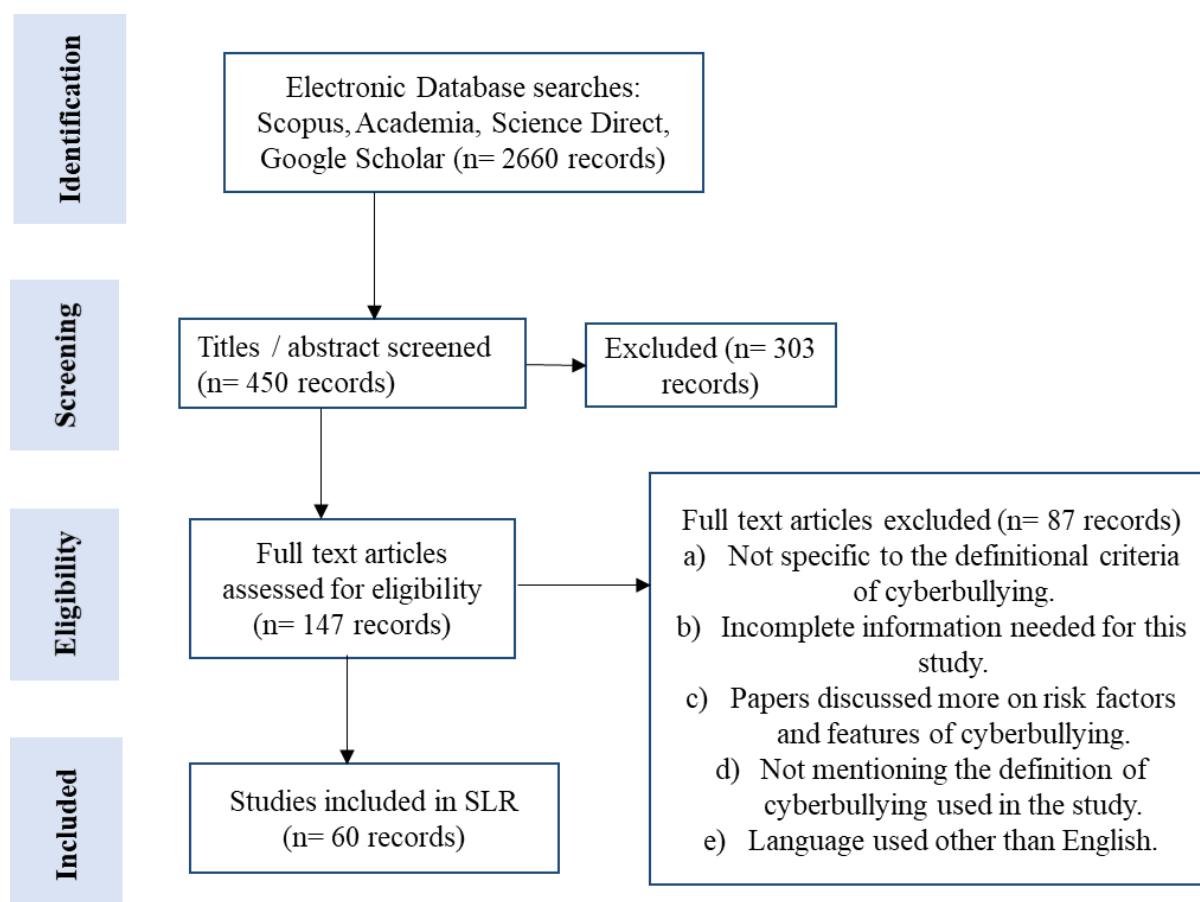 Identification
Electronic Database searches:
Scopus, Academia, Science Direct,
Google Scholar (n= 2660 records)
Screening
Titles / abstract screened
(n= 450 records)
Excluded (n= 303
records)
Eligibility
Full text articles
assessed for eligibility
(n= 147 records)
Full text articles excluded (n= 87 records)
a) Not specific to the definitional criteria
of cyberbullying.
b) Incomplete information needed for this
study.
c) Papers discussed more on risk factors
and features of cyberbullying.
d) Not mentioning the definition of
cyberbullying used in the study.
e) Language used other than English.
Included
Studies included in SLR
(n= 60 records)